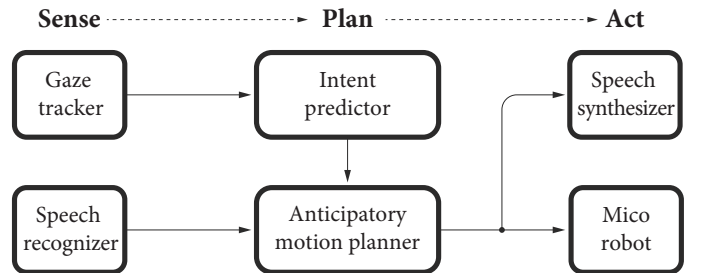 Sense Plan Act
Gaze
tracker
Intent
predictor
Speech
synthesizer
Speech
recognizer
Anticipatory
motion planner
Mico
robot